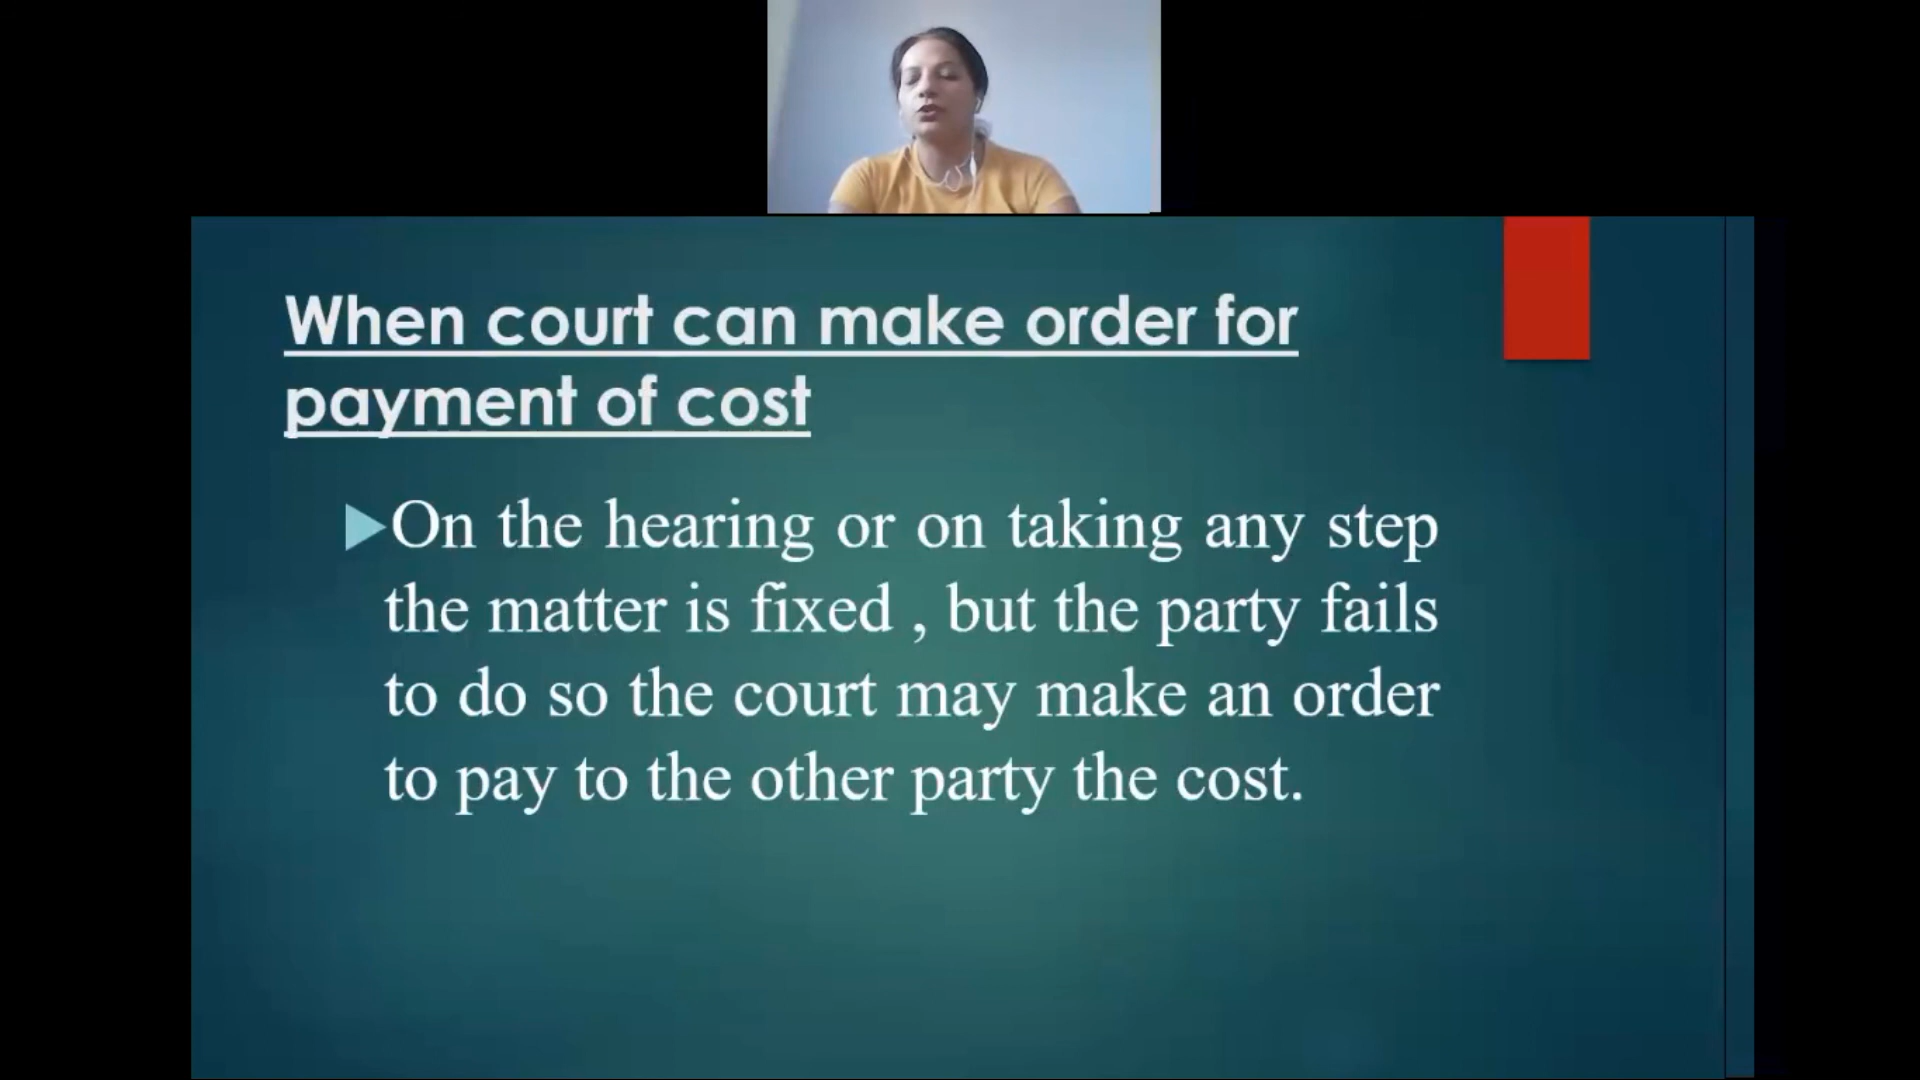 When court can make order for
payment of cost
On the hearing or on taking any step
the matter is fixed , but the party fails
to do so the court may make an order
to pay to the other party the cost.